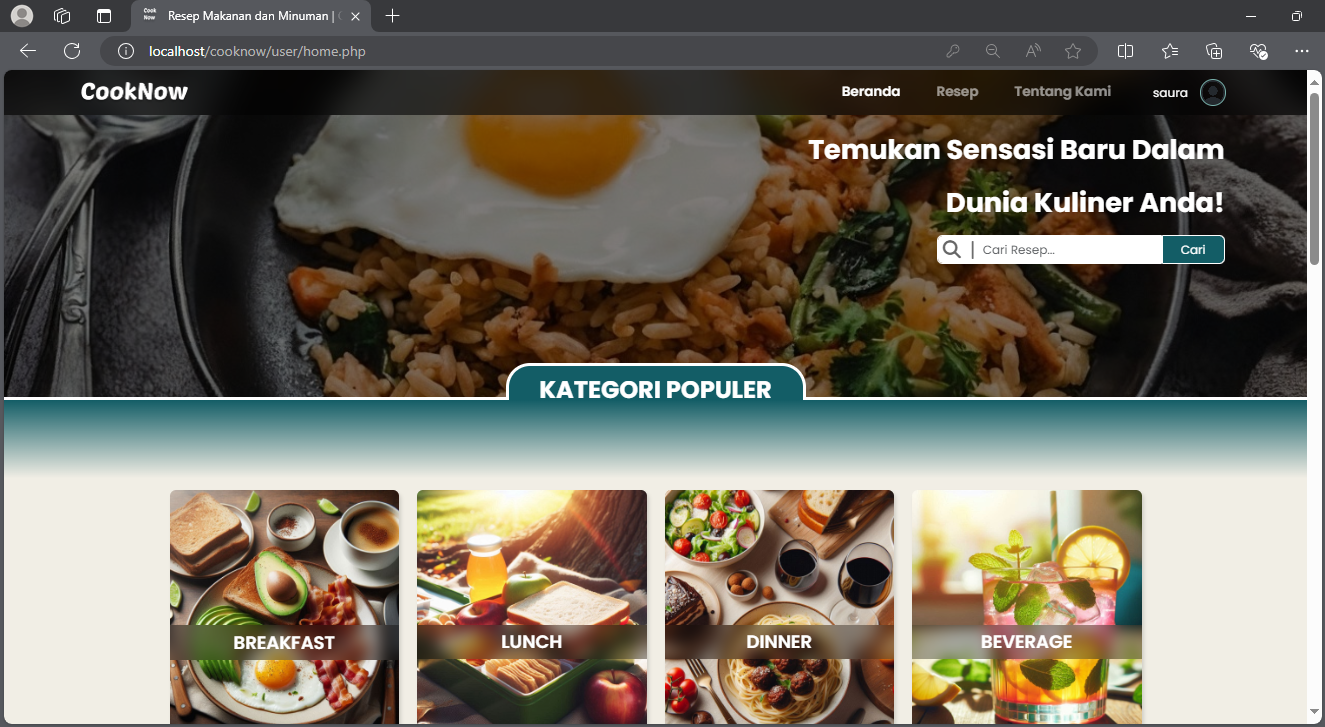 Cook
Now
Resep Makanan dan Minuman |
localhost/cooknow/user/home.php
CookNow
Beranda
Resep
Tentang Kami
saura
Temukan Sensasi Baru Dalam
Dunia Kuliner Anda!
Cari Resep...
Cari
KATEGORI POPULER
BREAKFAST
LUNCH
DINNER
BEVERAGE